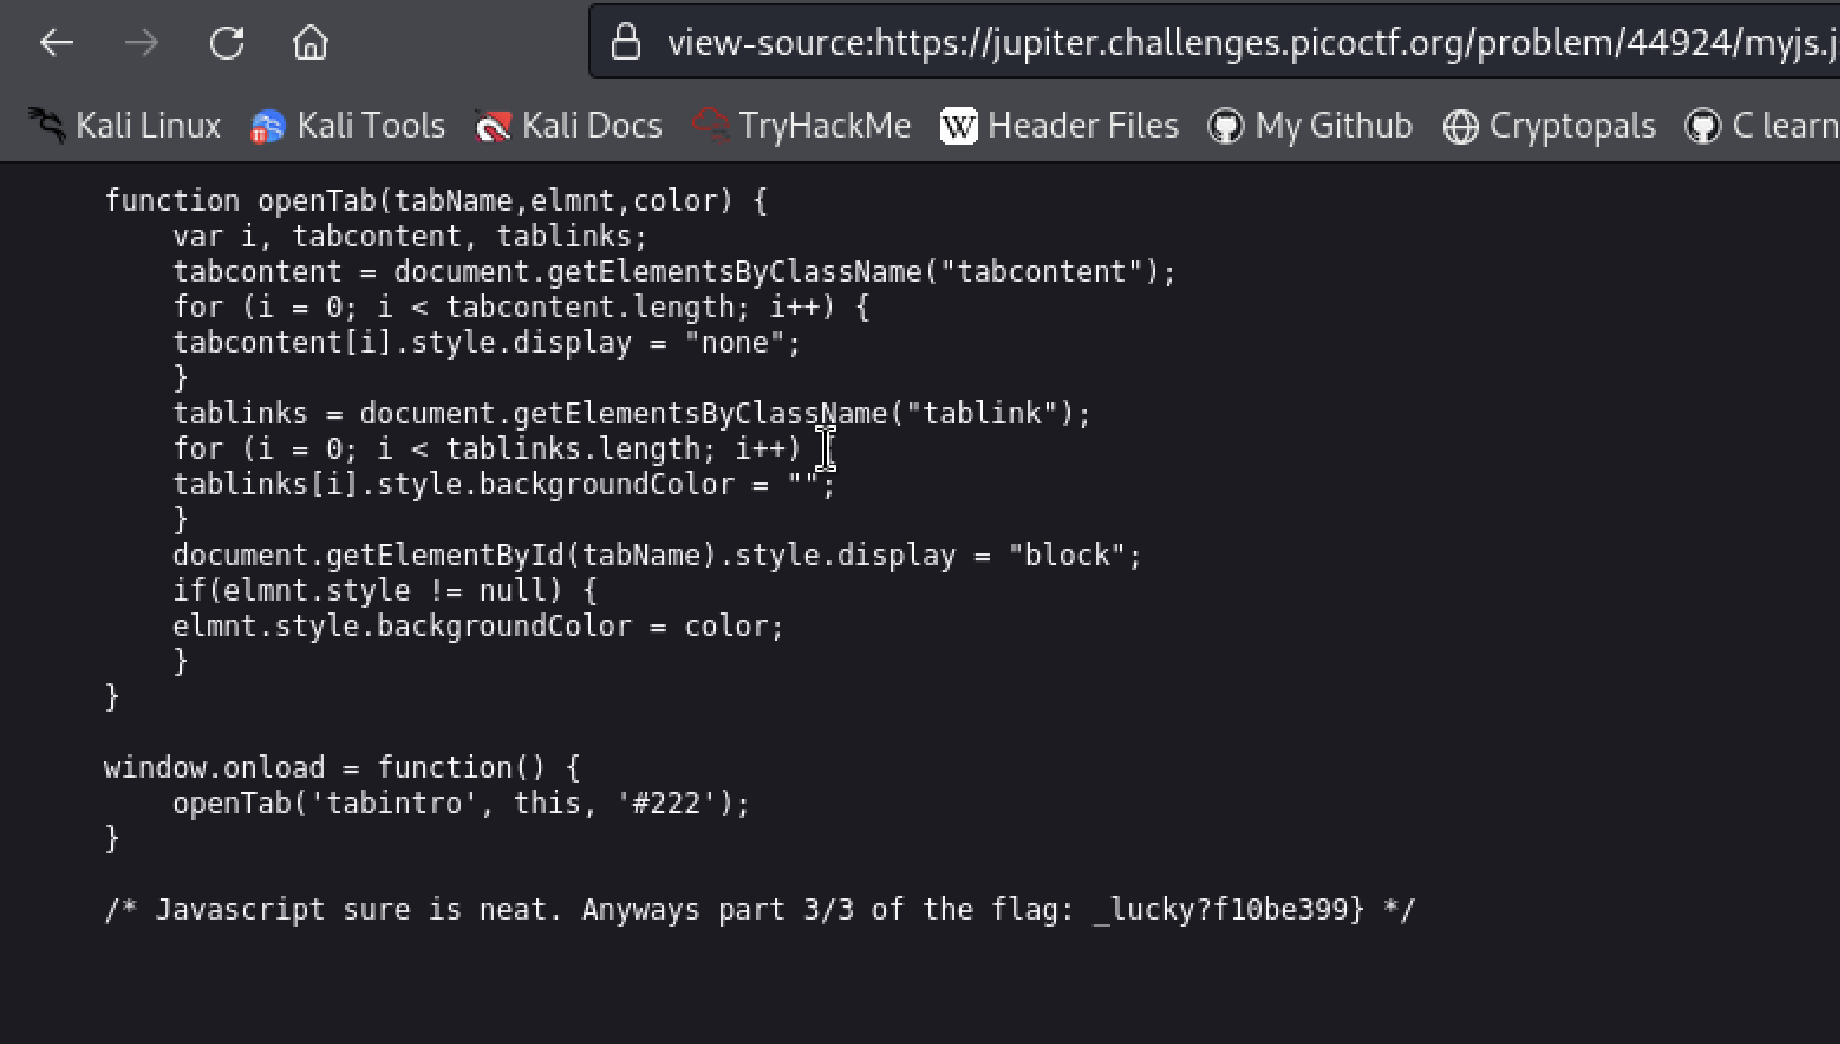 view-source:https://jupiter.challenges.picoctf.org/problem/44924/myjs.j
Kali Linux Kali Tools Kali Docs TryHackMe W Header Files My Github Cryptopals C learn
function openTab(tabName,elmnt,color) {
var i, tabcontent, tablinks;
tabcontent = document.getElementsByClassName("tabcontent");
for (i = 0; i < tabcontent.length; i++) {
tabcontent[i].style.display = "none";
}
tablinks = document.getElementsByClassName("tablink");
for (i = 0; i < tablinks.length; i++) {
tablinks[i].style.backgroundColor = "";
}
document.getElementById(tabName).style.display = "block";
if(elmnt.style != null) {
elmnt.style.backgroundColor = color;
}
}
window.onload = function() {
openTab('tabintro', this, '#222');
}
/* Javascript sure is neat. Anyways part 3/3 of the flag: _lucky?f10be399} */